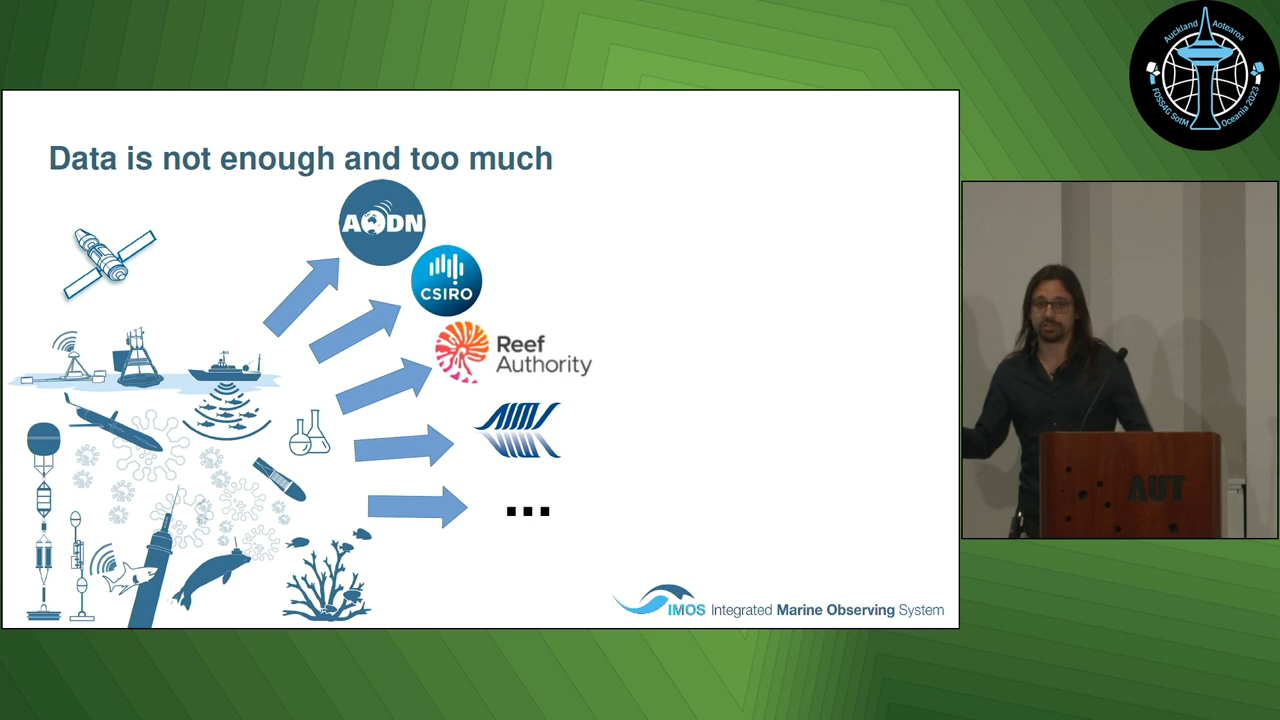 Data is not enough and too much
AODN
CSIRO
Reef
Authority
AIMS
...
IMOS Integrated Marine Observing System
Auckland Aotearoa
FOSS4G SotM Oceania 2023
AUT